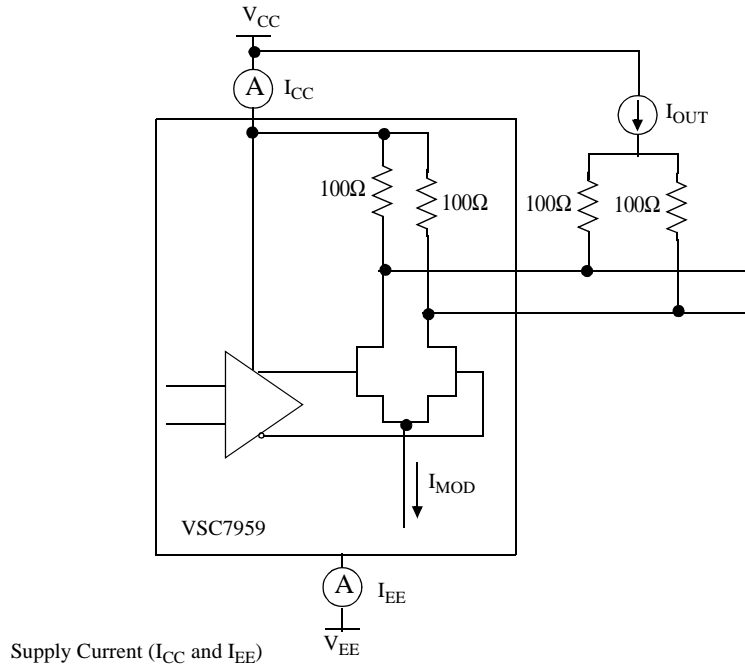 V_CC
A I_CC
I_OUT
100Ω
100Ω
100Ω
100Ω
I_MOD
VSC7959
A I_EE
V_EE
Supply Current (I_CC and I_EE)